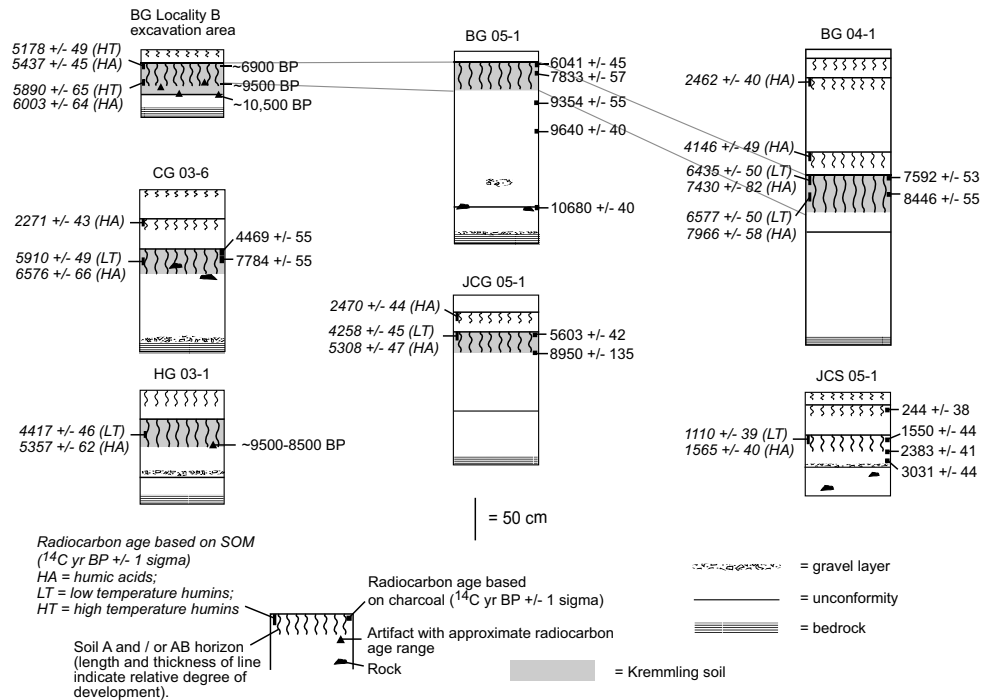 BG Locality B
excavation area
5178 +/- 49 (HT)
5437 +/- 45 (HA)
5890 +/- 65 (HT)
6003 +/- 64 (HA)
~6900 BP
~9500 BP
~10,500 BP
BG 05-1
6041 +/- 45
7833 +/- 57
9354 +/- 55
9640 +/- 40
10680 +/- 40
BG 04-1
2462 +/- 40 (HA)
4146 +/- 49 (HA)
6435 +/- 50 (LT)
7430 +/- 82 (HA)
6577 +/- 50 (LT)
7966 +/- 58 (HA)
7592 +/- 53
8446 +/- 55
CG 03-6
2271 +/- 43 (HA)
5910 +/- 49 (LT)
6576 +/- 66 (HA)
4469 +/- 55
7784 +/- 55
JCG 05-1
2470 +/- 44 (HA)
4258 +/- 45 (LT)
5308 +/- 47 (HA)
5603 +/- 42
8950 +/- 135
HG 03-1
4417 +/- 46 (LT)
5357 +/- 62 (HA)
~9500-8500 BP
JCS 05-1
1110 +/- 39 (LT)
1565 +/- 40 (HA)
244 +/- 38
1550 +/- 44
2383 +/- 41
3031 +/- 44
= 50 cm
Radiocarbon age based on SOM
(14C yr BP +/- 1 sigma)
HA = humic acids;
LT = low temperature humins;
HT = high temperature humins
Soil A and / or AB horizon
(length and thickness of line
indicate relative degree of
development).
Radiocarbon age based
on charcoal (14C yr BP +/- 1 sigma)
Artifact with approximate radiocarbon
age range
Rock
= gravel layer
= unconformity
= bedrock
= Kremmling soil